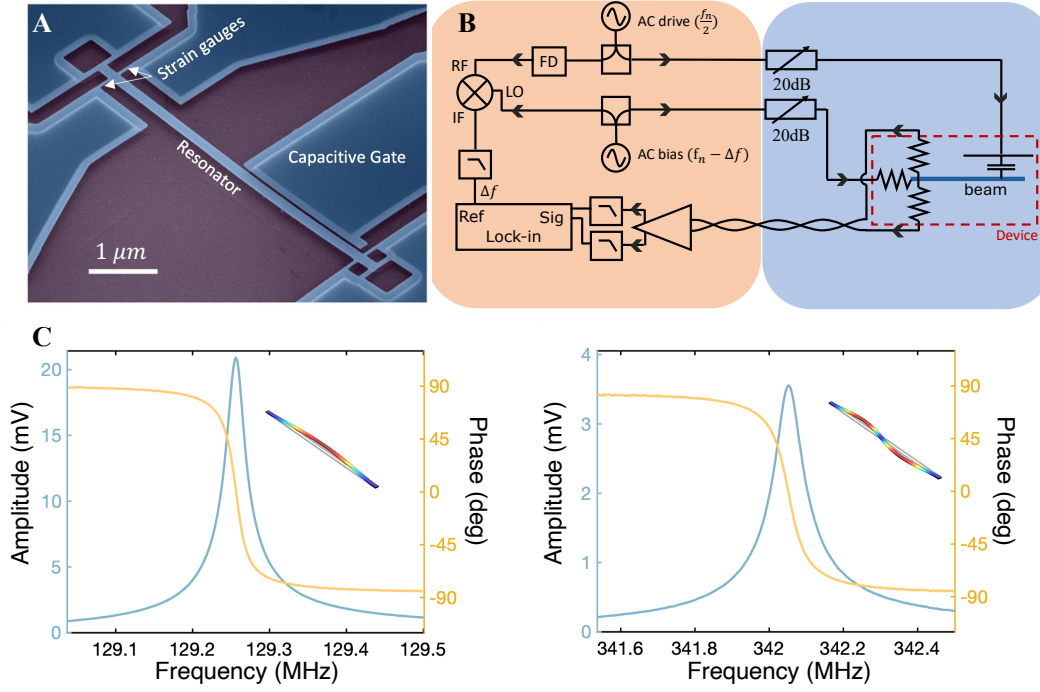 A
Strain gauges
Resonator
Capacitive Gate
1 μm
B
AC drive (fₙ/2)
FD
RF
LO
IF
20dB
20dB
AC bias (fₙ − Δf)
Δf
Ref
Sig
Lock-in
beam
Device
C
20
15
10
5
0
Amplitude (mV)
90
45
0
-45
-90
Phase (deg)
129.1
129.2
129.3
129.4
129.5
Frequency (MHz)
4
3
2
1
0
Amplitude (mV)
90
45
0
-45
-90
Phase (deg)
341.6
341.8
342
342.2
342.4
Frequency (MHz)